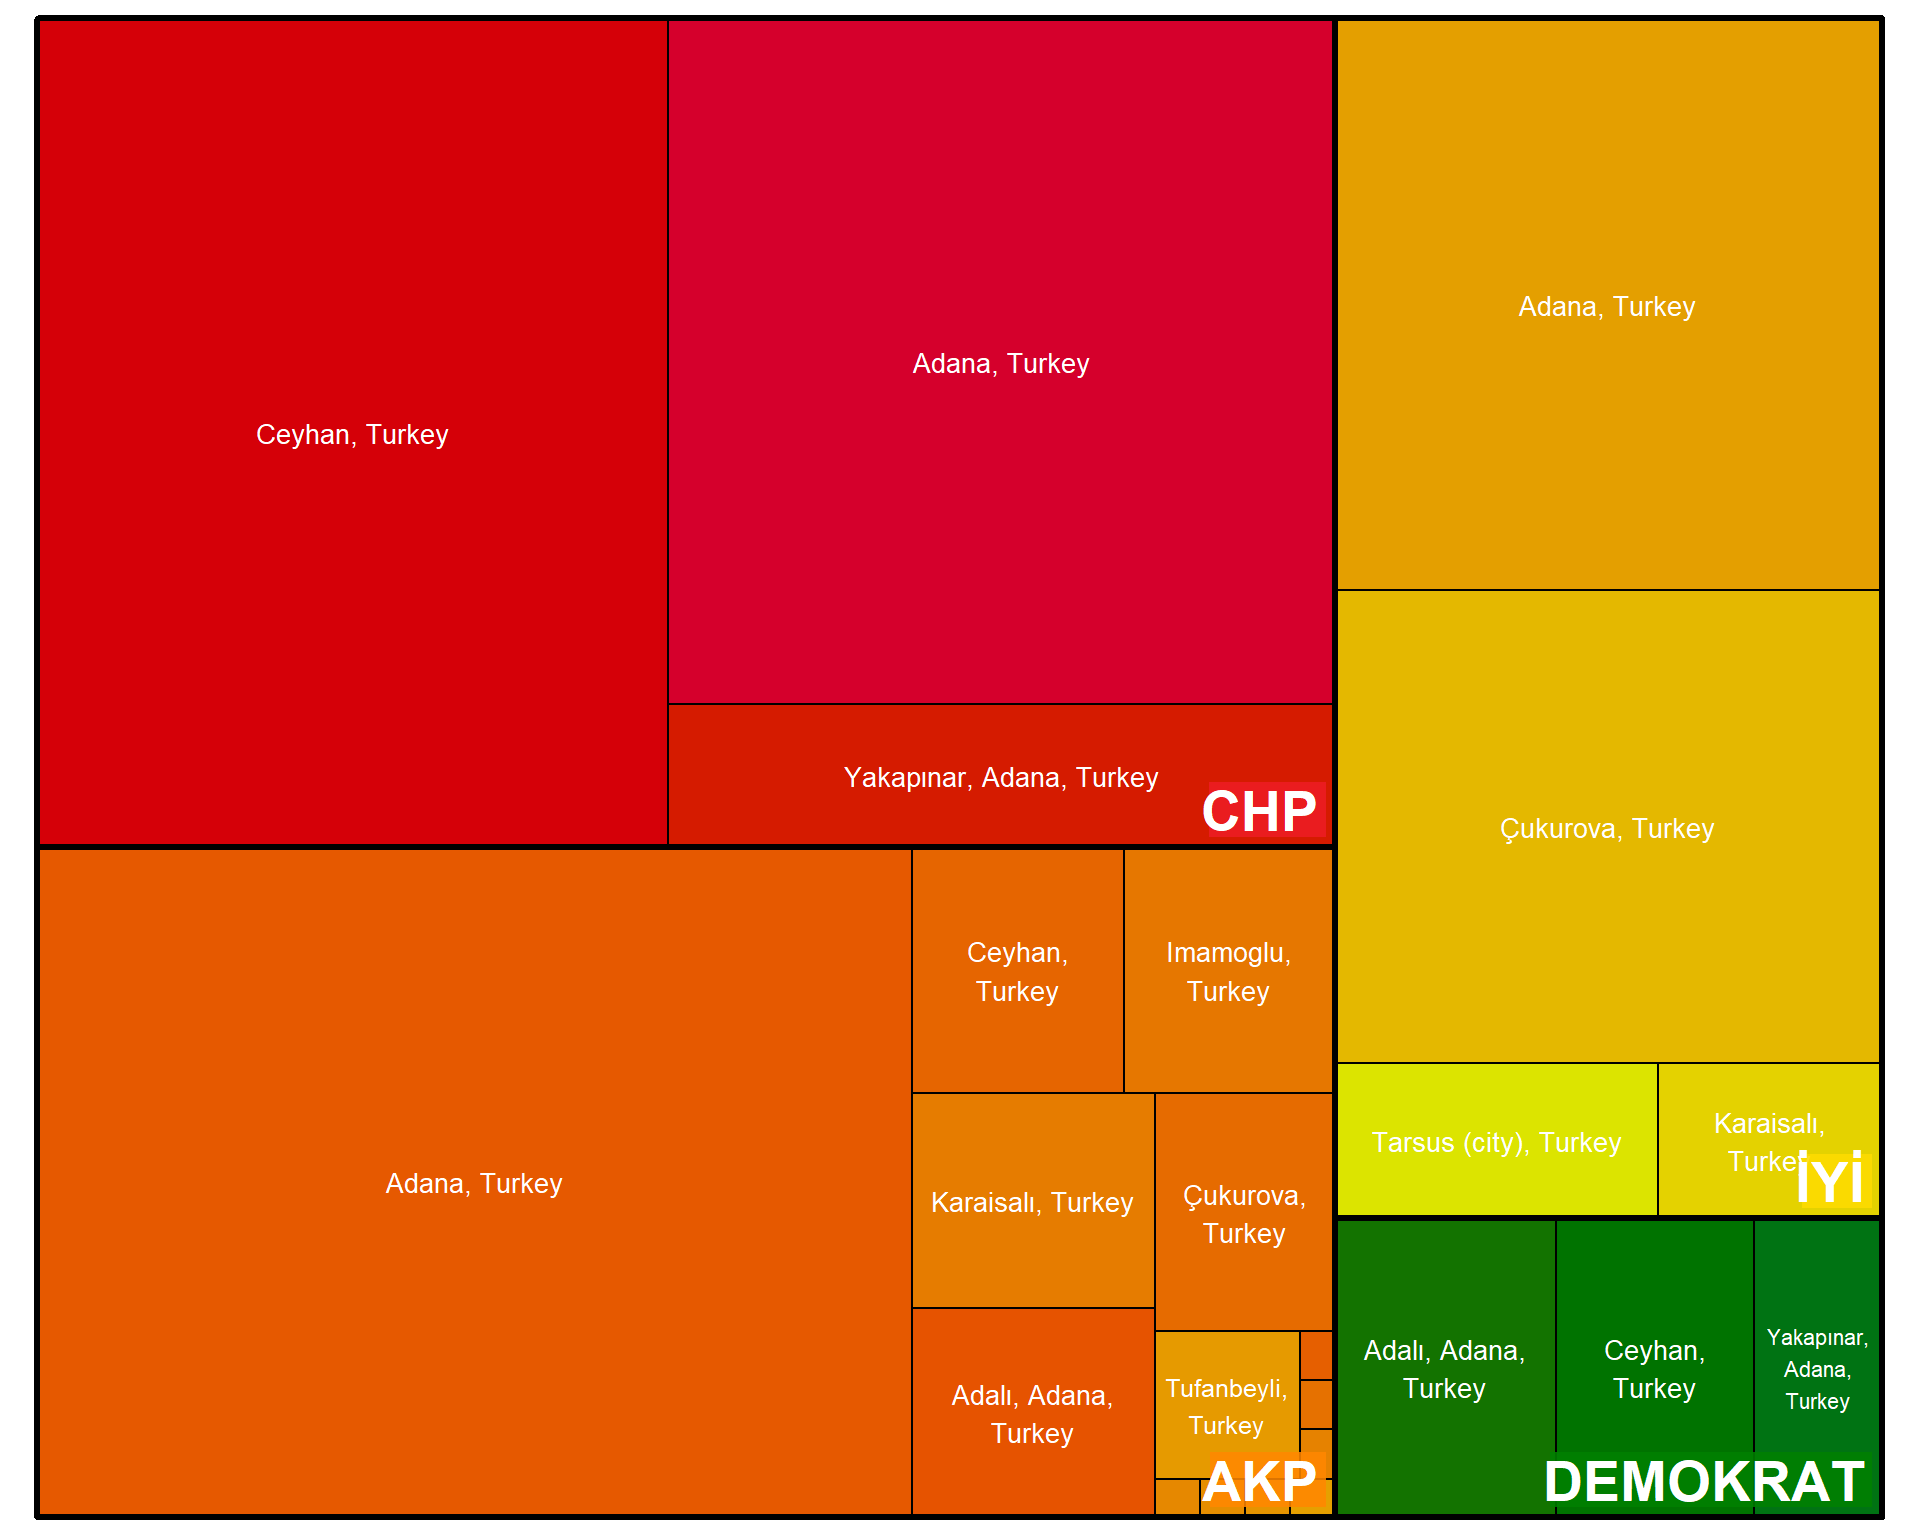 Ceyhan, Turkey
Adana, Turkey
Yakapınar, Adana, Turkey
CHP
Adana, Turkey
Ceyhan,
Turkey
Imamoglu,
Turkey
Karaisalı, Turkey
Çukurova,
Turkey
Adalı, Adana,
Turkey
Tufanbeyli,
Turkey
AKP
Adana, Turkey
Çukurova, Turkey
Tarsus (city), Turkey
Karaisalı,
Turkey
İYİ
Adalı, Adana,
Turkey
Ceyhan,
Turkey
Yakapınar,
Adana,
Turkey
DEMOKRAT